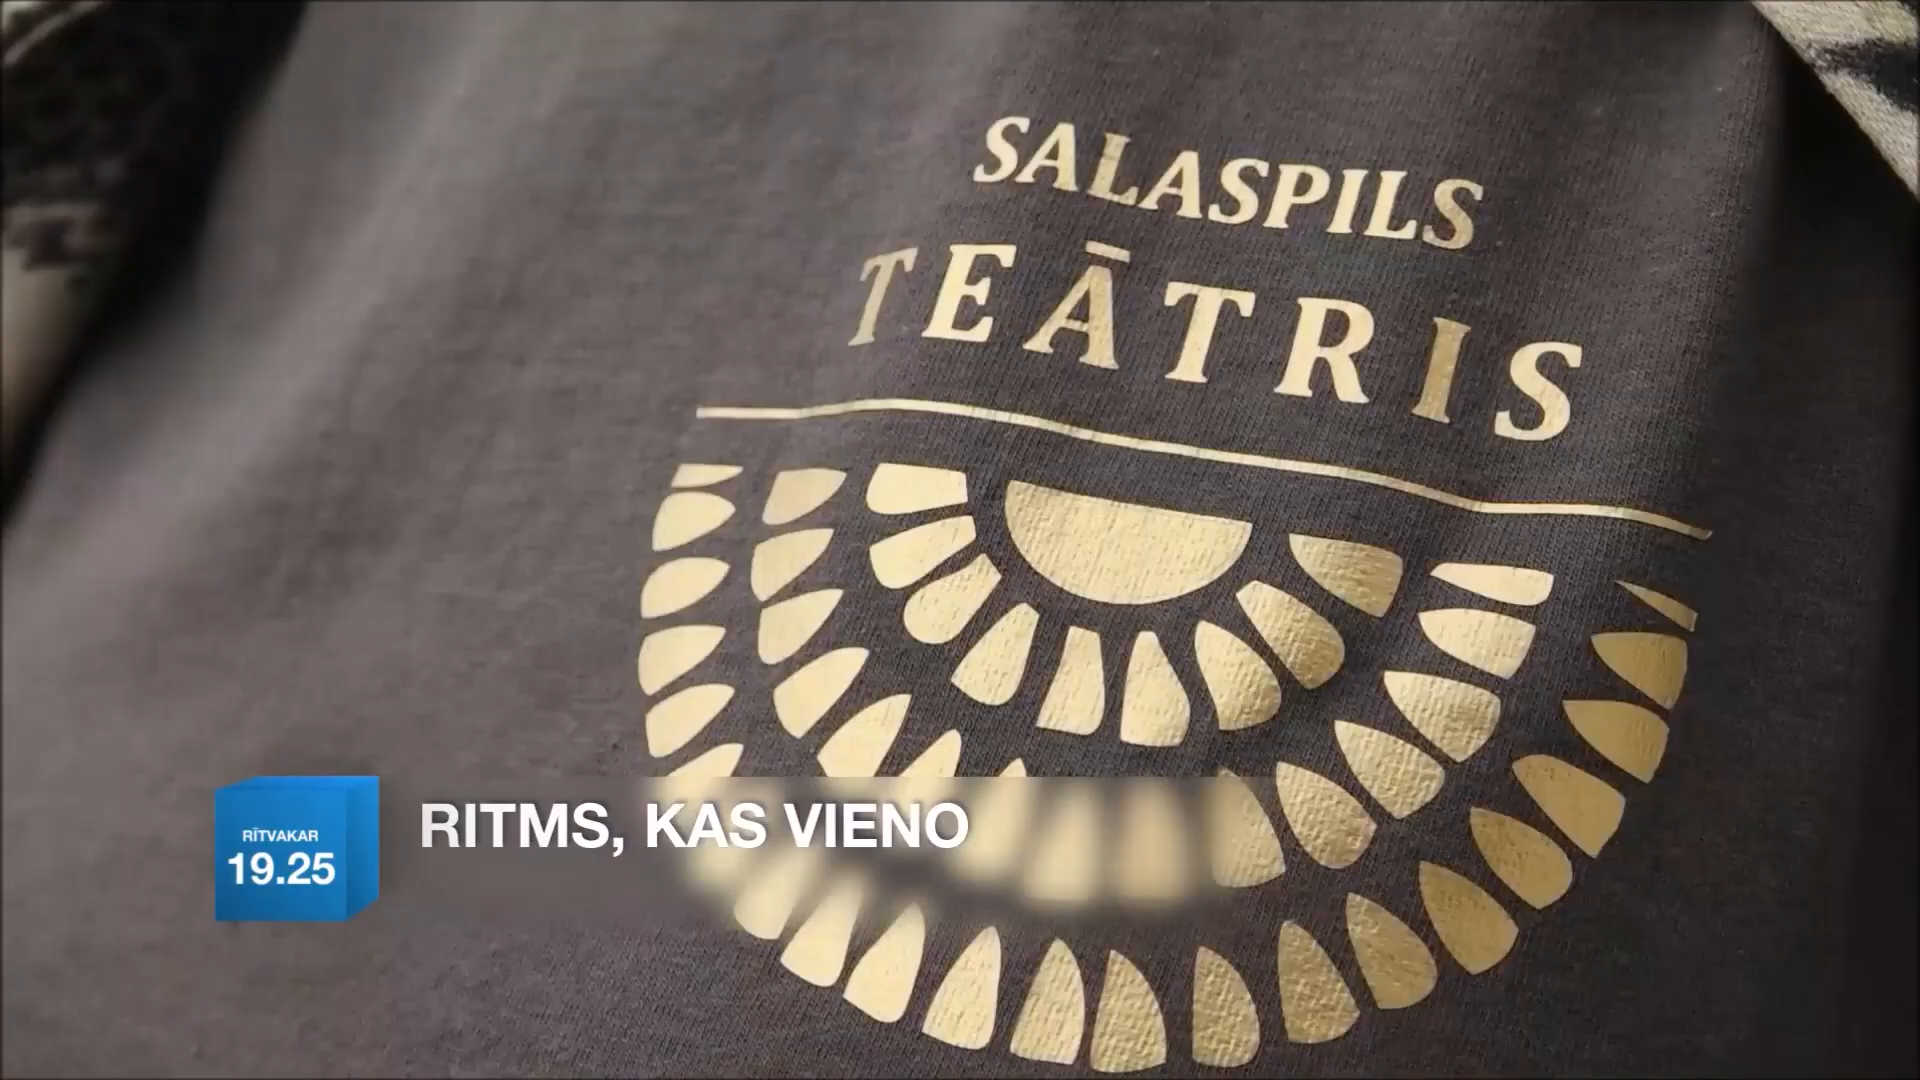 SALASPILS
TEĀTRIS
RĪTVAKAR
19.25
RITMS, KAS VIENO